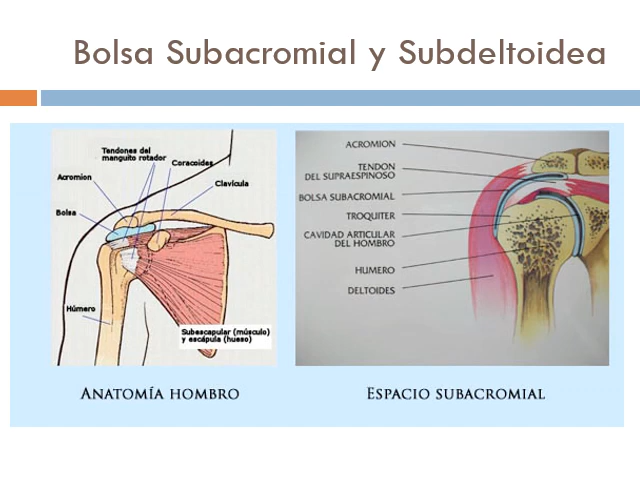 Bolsa Subacromial y Subdeltoidea
Tendones del
manguito rotador
Coracoides
Acromion
Clavícula
Bolsa
Húmero
Subescapular (músculo)
y escápula (hueso)
ANATOMÍA HOMBRO
ACROMION
TENDON
DEL SUPRAESPINOSO
BOLSA SUBACROMIAL
TROQUITER
CAVIDAD ARTICULAR
DEL HOMBRO
HUMERO
DELTOIDES
ESPACIO SUBACROMIAL